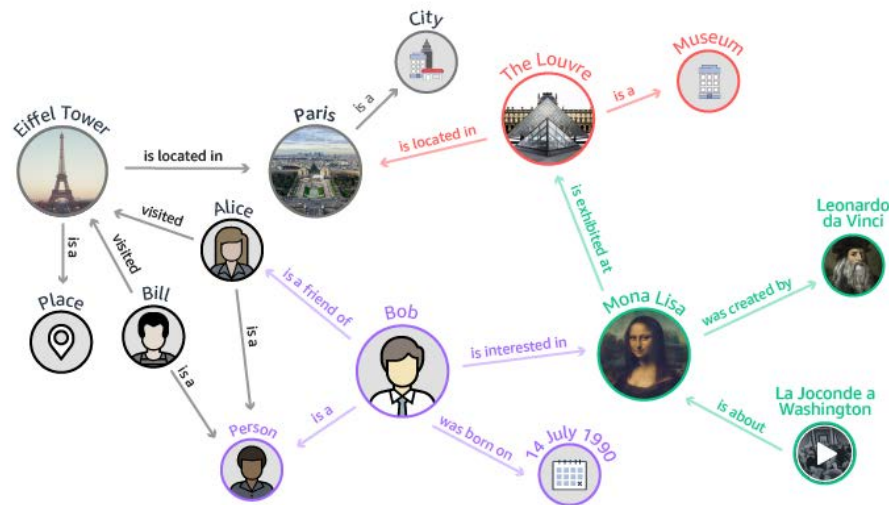 City
The Louvre
Museum
Eiffel Tower
Paris
is a
is a
is located in
is located in
visited
Alice
is exhibited at
Leonardo
da Vinci
is a
visited
Place
Bill
is a friend of
Bob
Mona Lisa
was created by
is a
is interested in
is a
La Joconde a
Washington
is about
Person
is a
was born on
14 July 1990